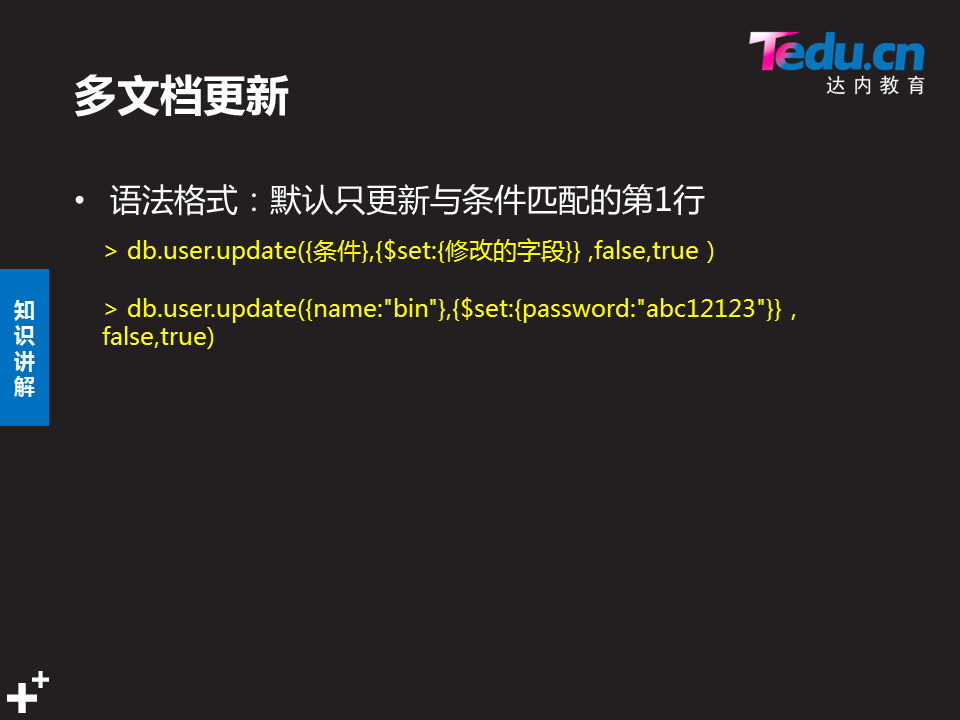 Tedu.cn
达内教育
多文档更新
• 语法格式：默认只更新与条件匹配的第1行
> db.user.update({条件},{$set:{修改的字段}} ,false,true )
> db.user.update({name:"bin"},{$set:{password:"abc12123"}} ,
false,true)
知
识
讲
解